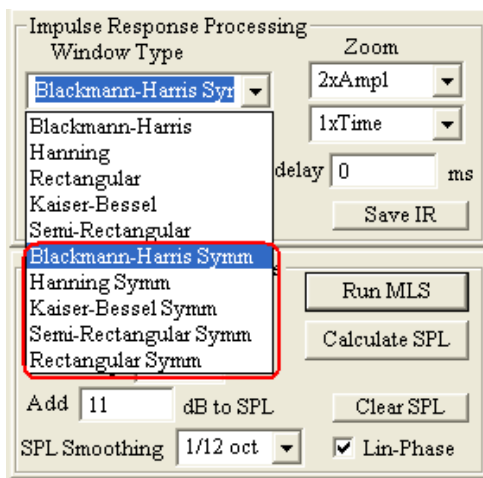 Impulse Response Processing
Window Type
Zoom
Blackmann-Harris Syr
2xAmpl
1xTime
Blackmann-Harris
Hanning
Rectangular
Kaiser-Bessel
Semi-Rectangular
Blackmann-Harris Symm
Hanning Symm
Kaiser-Bessel Symm
Semi-Rectangular Symm
Rectangular Symm
delay 0 ms
Save IR
Run MLS
Calculate SPL
Add 11 dB to SPL
Clear SPL
SPL Smoothing 1/12 oct
Lin-Phase